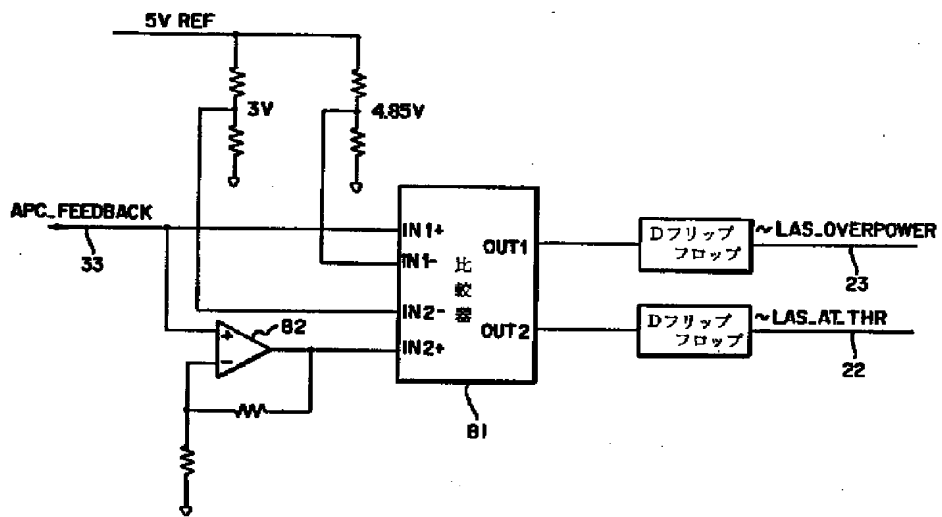 5V REF
3V
4.85V
APC_FEEDBACK
33
IN1+
IN1-
IN2-
IN2+
比較器
OUT1
OUT2
81
82
Dフリップ
フロップ
~LAS_OVERPOWER
23
Dフリップ
フロップ
~LAS_AT_THR
22